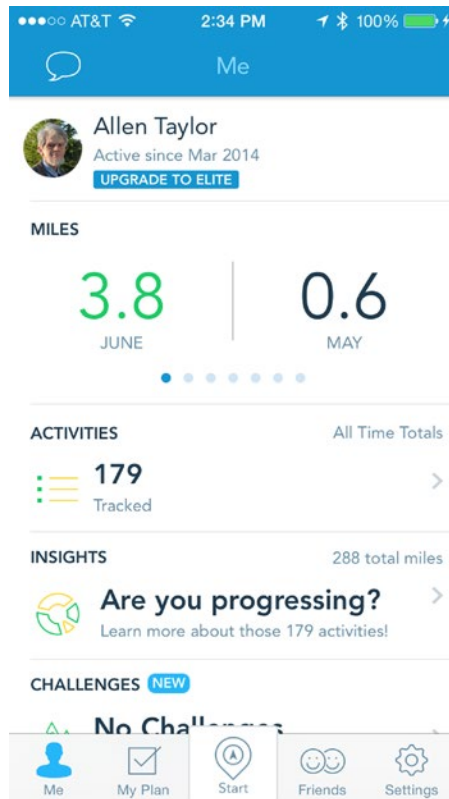 AT&T 2:34 PM 100%
Me
Allen Taylor
Active since Mar 2014
UPGRADE TO ELITE
MILES
3.8 0.6
JUNE MAY
ACTIVITIES All Time Totals
179
Tracked
INSIGHTS 288 total miles
Are you progressing?
Learn more about those 179 activities!
CHALLENGES NEW
No Challenges
Me My Plan Start Friends Settings